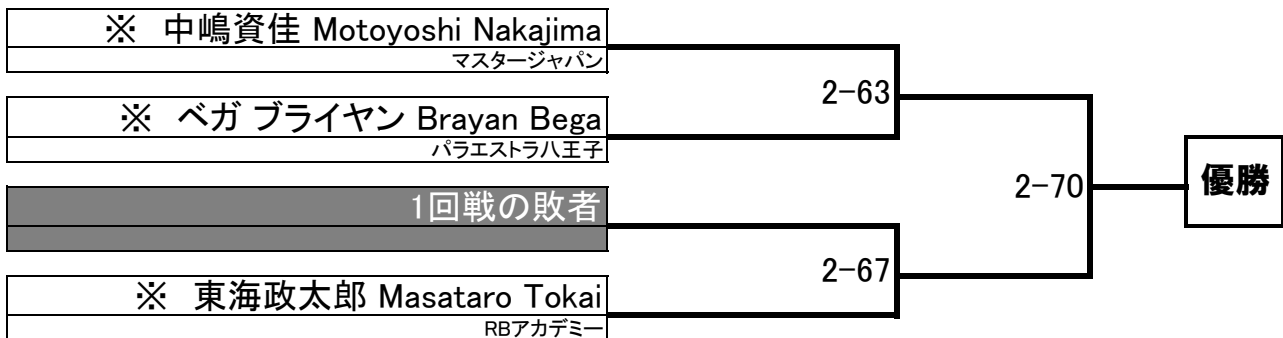 ※ 中嶋資佳 Motoyoshi Nakajima
マスタージャパン
2-63
※ ベガ ブライヤン Brayan Bega
パラエストラ八王子
2-70
優勝
1回戦の敗者
2-67
※ 東海政太郎 Masataro Tokai
RBアカデミー